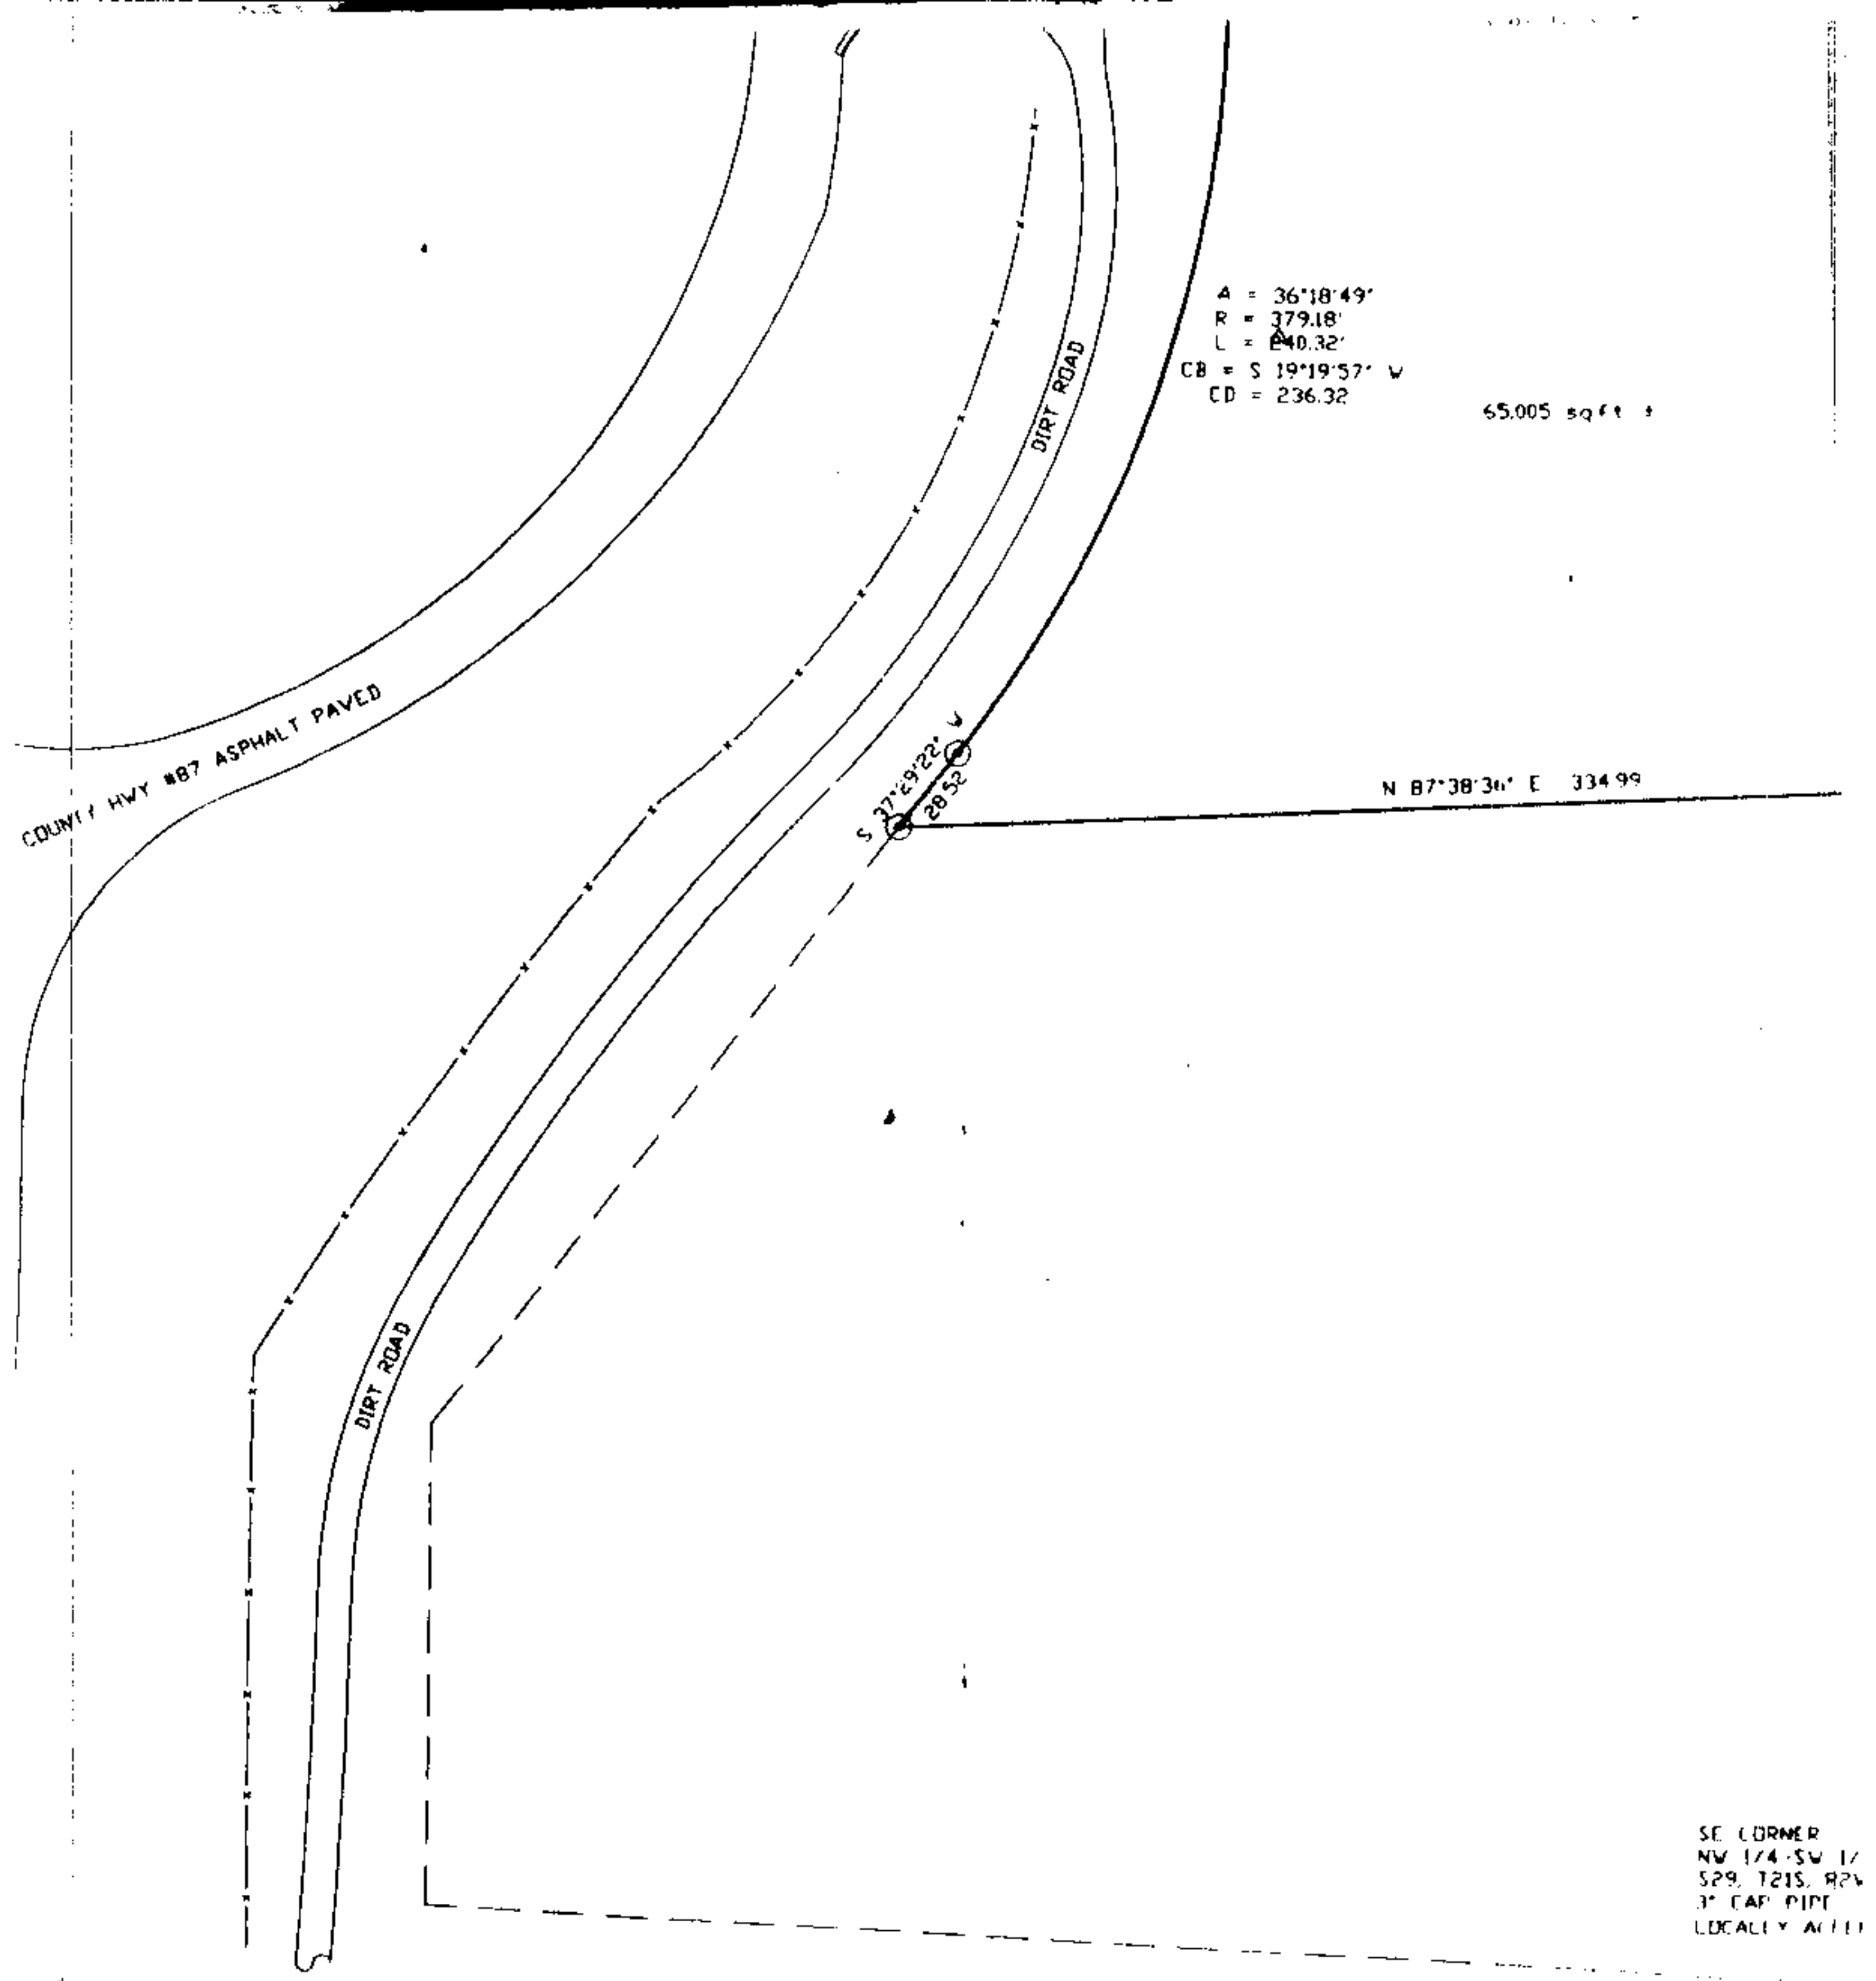 A = 36°18'49"
R = 379.18'
L = 240.32'
CB = S 19°19'57" W
CD = 236.32
65,005 sq ft ±
DIRT ROAD
COUNTY HWY #87 ASPHALT PAVED
S 37°29'22" W
28.52
N 87°38'36" E 334.99
DIRT ROAD
SE CORNER
NW 1/4-SW 1/
S29, T21S, R2W
3" CAP PIPE
LOCALLY